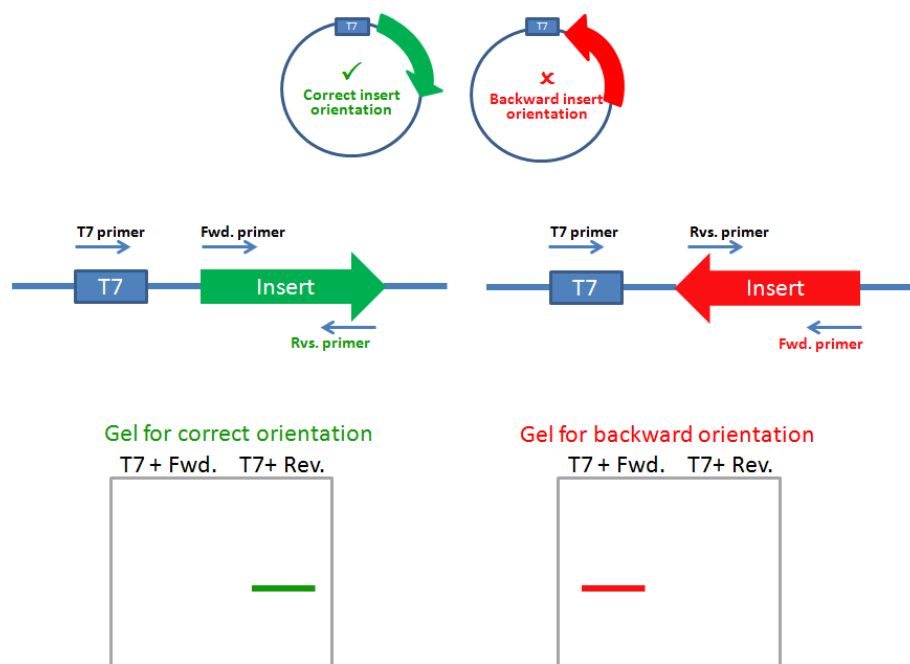 T7
T7
✓
Correct insert
orientation
x
Backward insert
orientation
T7 primer
Fwd. primer
T7 primer
Rvs. primer
T7
Insert
T7
Insert
Rvs. primer
Fwd. primer
Gel for correct orientation
Gel for backward orientation
T7 + Fwd.
T7+ Rev.
T7 + Fwd.
T7+ Rev.